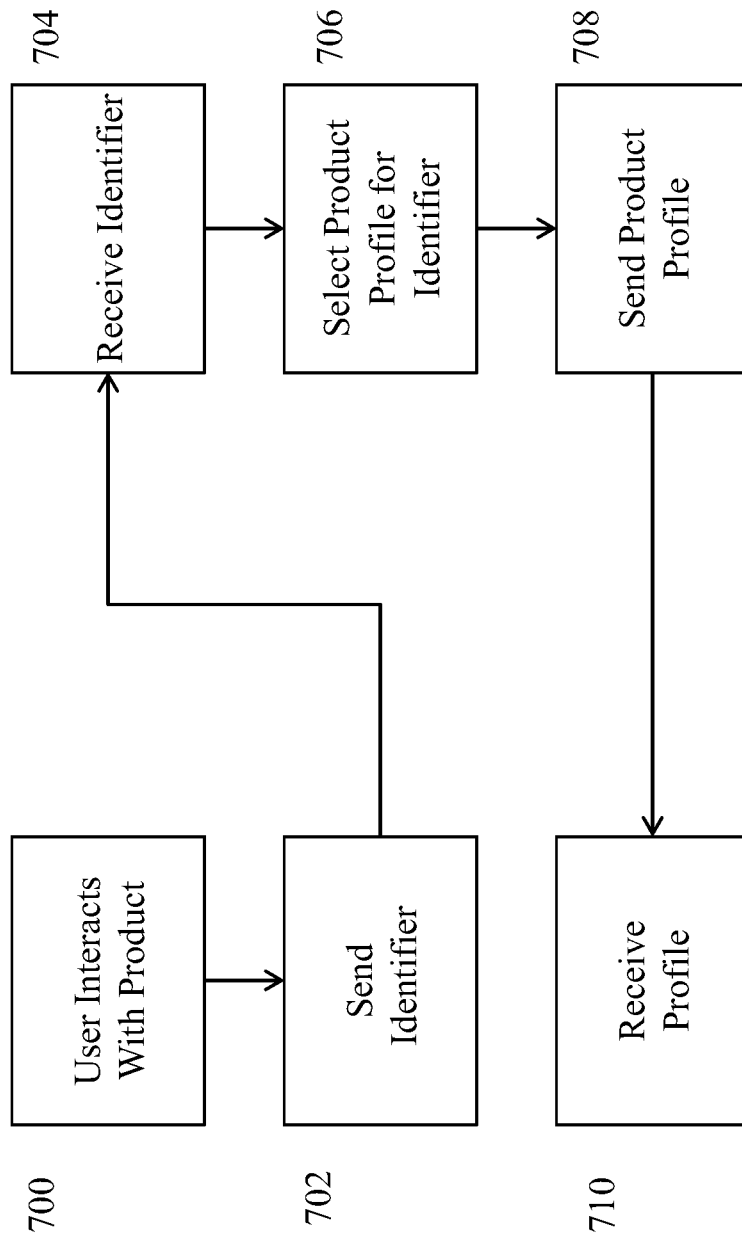 700
User Interacts
With Product
702
Send
Identifier
704
Receive Identifier
706
Select Product
Profile for
Identifier
708
Send Product
Profile
710
Receive
Profile